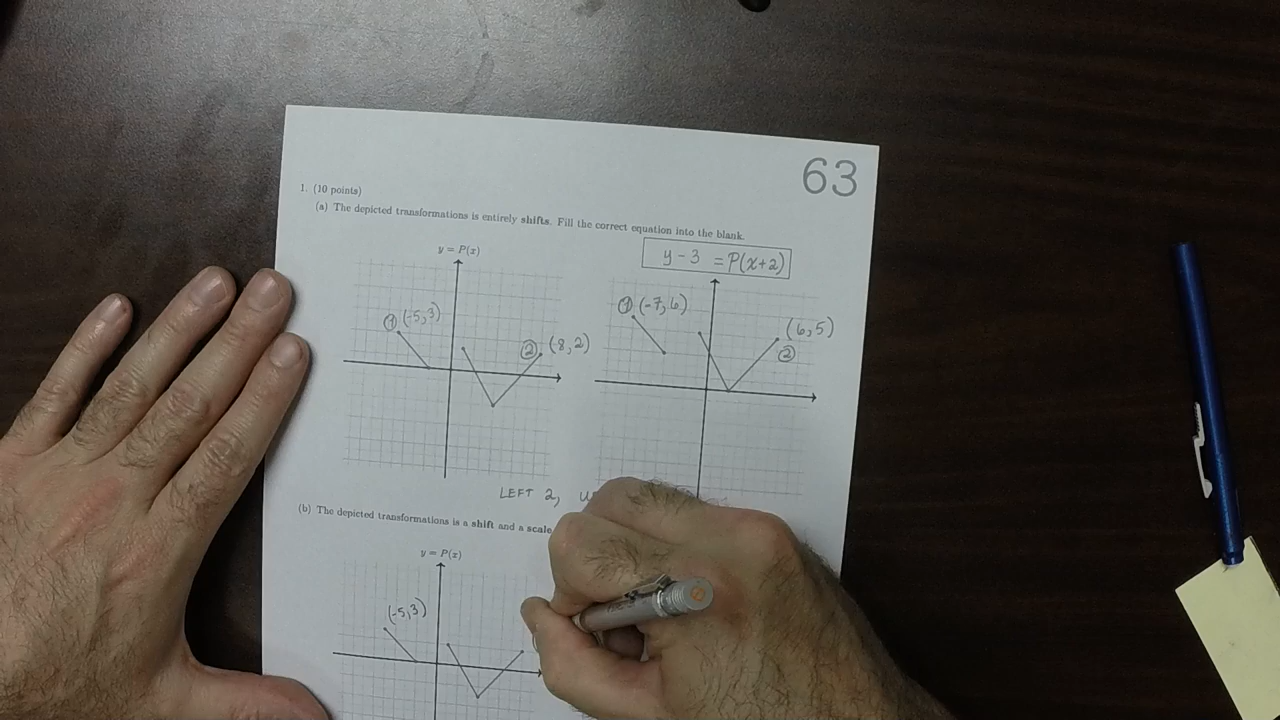 63
1. (10 points)
(a) The depicted transformations is entirely shifts. Fill the correct equation into the blank.
y = P(x)
y - 3 = P(x+2)
① (-5,3)
② (-8,2)
① (-7,6)
(6,5)
②
LEFT 2,
(b) The depicted transformations is a shift and a scale
y = P(x)
(-5,3)